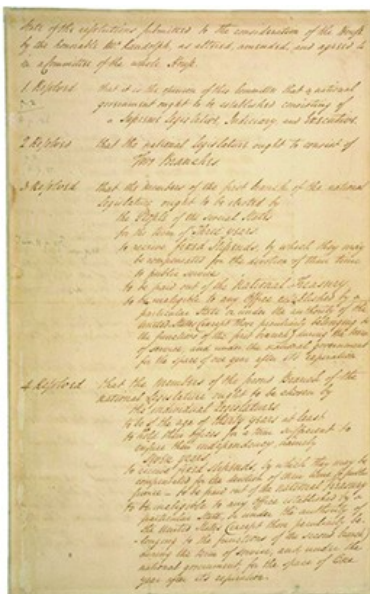 State of the resolutions submitted to the consideration of the House
by the honorable Mr. Randolph, as altered, amended, and agreed to
in a Committee of the whole House.
1 Resolved that it is the opinion of this Committee that a national
government ought to be established consisting of
a Supreme Legislative, Judiciary, and Executive.
2 Resolved that the national Legislature ought to consist of
Two Branches.
3 Resolved that the members of the first branch of the national
Legislature ought to be elected by
the People of the several States
for the term of Three years.
to receive fixed stipends, by which they may
be compensated for the devotion of their time
to public service
to be paid out of the National Treasury.
to be ineligible to any Office established by a
particular State or under the authority of the
United States (except those peculiarly belonging to
the functions of the first branch) during the term
of service, and under the national government
for the space of one year after its expiration.
4 Resolved that the Members of the second Branch of the
national Legislature ought to be chosen by
the individual Legislatures.
to be of the age of thirty years at least.
to hold their offices for a term sufficient to
ensure their independency, namely
seven years.
to receive fixed stipends, by which they may be
compensated for the devotion of their time to public
service — to be paid out of the National Treasury
to be ineligible to any Office established by a
particular State, or under the authority of
the United States (except those peculiarly be-
longing to the functions of the second branch)
during the term of service, and under the
national government, for the space of One
year after its expiration.